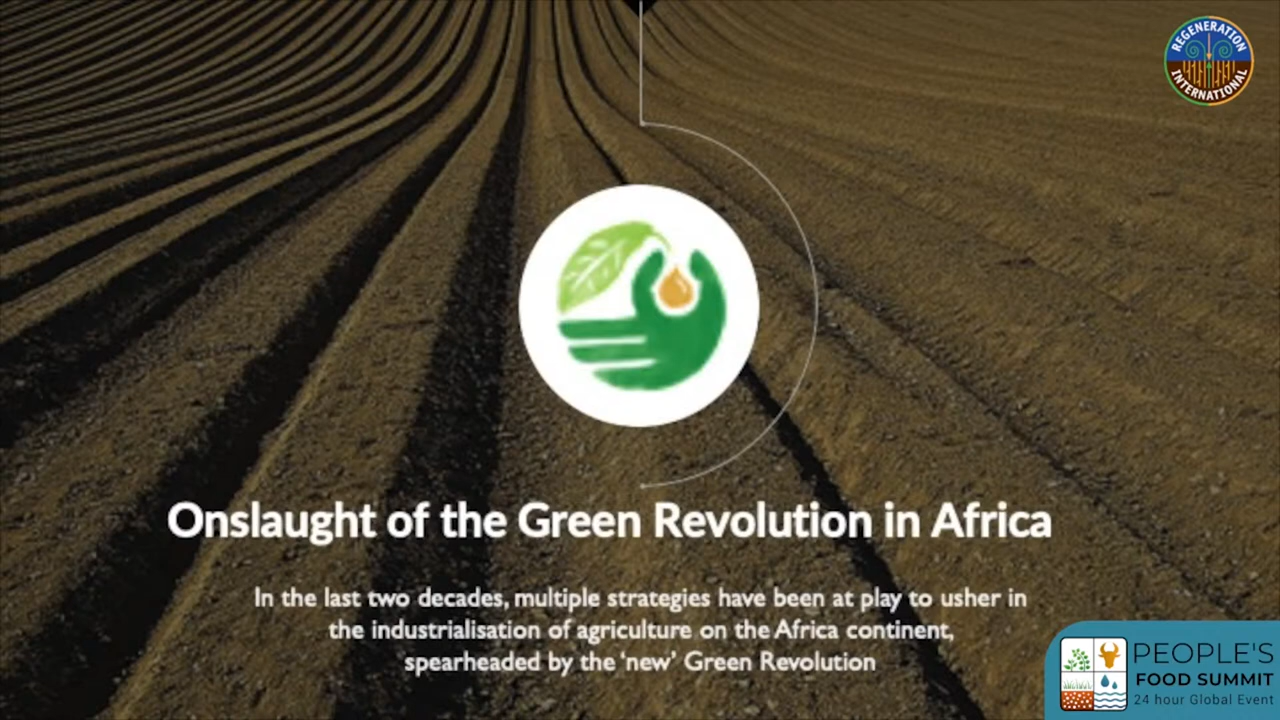 REGENERATION
INTERNATIONAL
Onslaught of the Green Revolution in Africa
In the last two decades, multiple strategies have been at play to usher in
the industrialisation of agriculture on the Africa continent,
spearheaded by the ‘new’ Green Revolution
PEOPLE'S
FOOD SUMMIT
24 hour Global Event